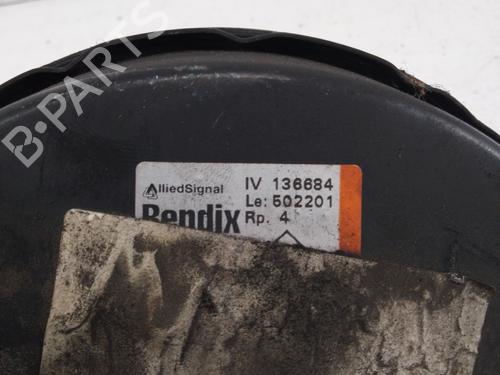 B-PARTS
AlliedSignal IV 136684
Le: 502201
Bendix Rp. 4